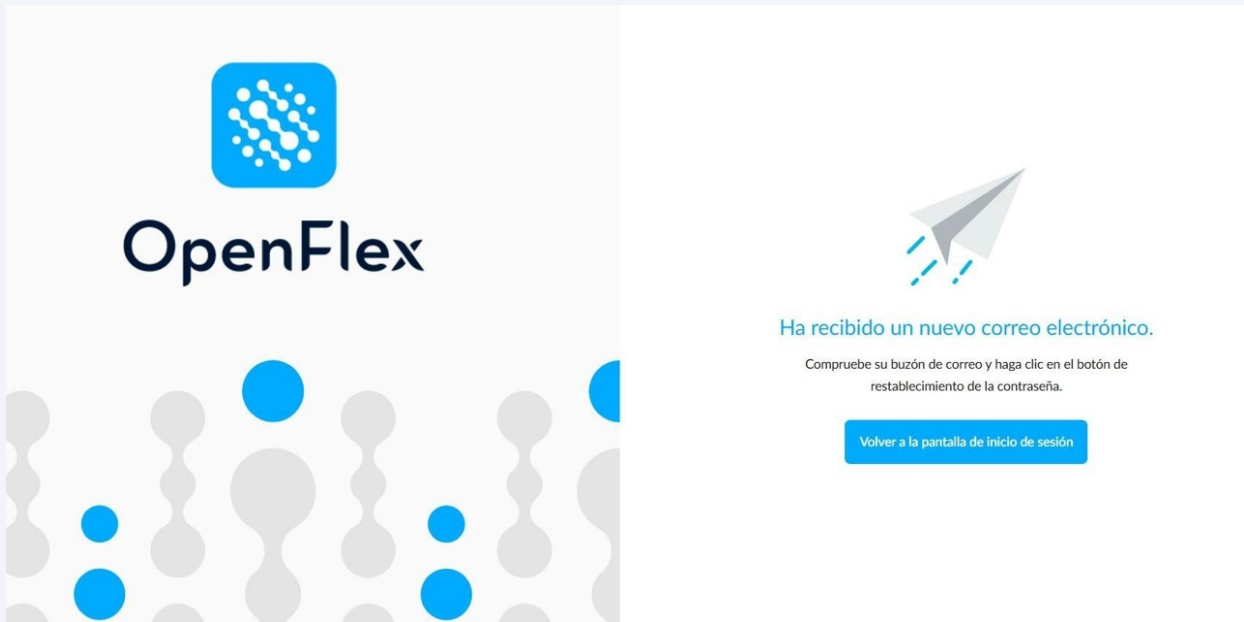 OpenFlex
Ha recibido un nuevo correo electrónico.
Compruebe su buzón de correo y haga clic en el botón de
restablecimiento de la contraseña.
Volver a la pantalla de inicio de sesión